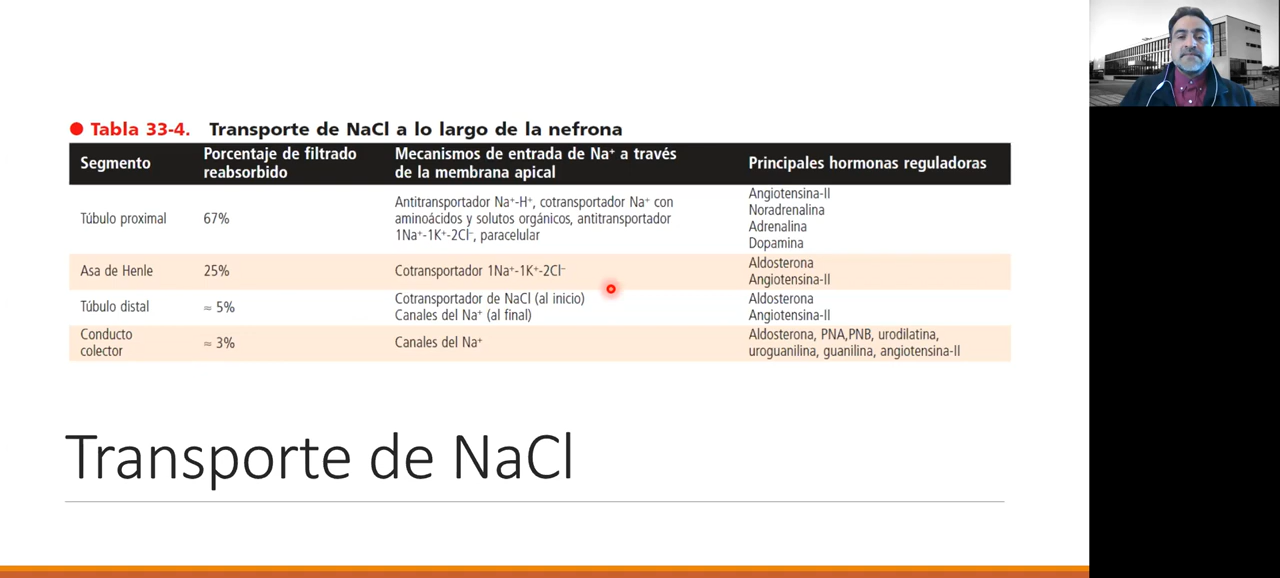 ● Tabla 33-4. Transporte de NaCl a lo largo de la nefrona
Segmento
Porcentaje de filtrado
reabsorbido
Mecanismos de entrada de Na⁺ a través
de la membrana apical
Principales hormonas reguladoras
Túbulo proximal
67%
Antitransportador Na⁺-H⁺, cotransportador Na⁺ con
aminoácidos y solutos orgánicos, antitransportador
1Na⁺-1K⁺-2Cl⁻, paracelular
Angiotensina-II
Noradrenalina
Adrenalina
Dopamina
Asa de Henle
25%
Cotransportador 1Na⁺-1K⁺-2Cl⁻
Aldosterona
Angiotensina-II
Túbulo distal
≈ 5%
Cotransportador de NaCl (al inicio)
Canales del Na⁺ (al final)
Aldosterona
Angiotensina-II
Conducto
colector
≈ 3%
Canales del Na⁺
Aldosterona, PNA,PNB, urodilatina,
uroguanilina, guanilina, angiotensina-II
Transporte de NaCl